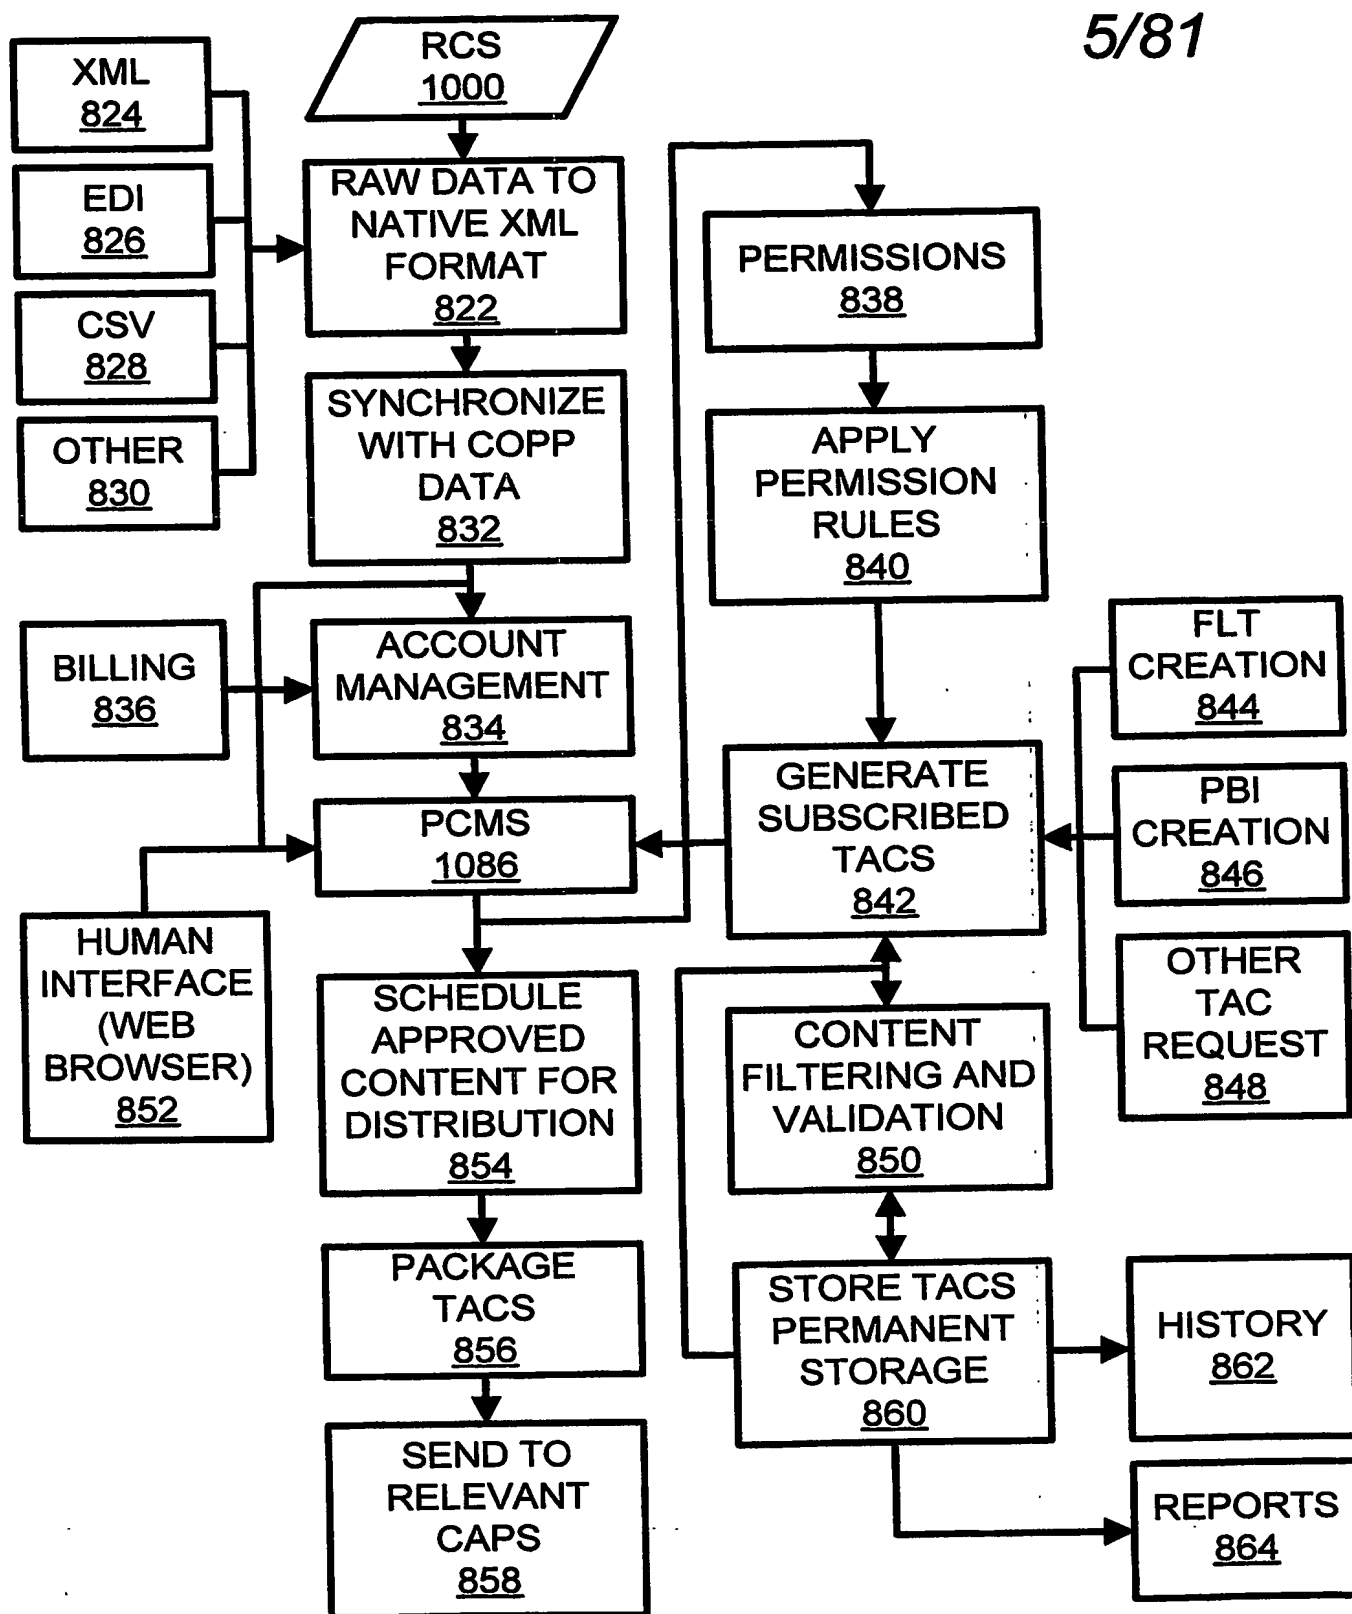 5/81
RCS
1000
XML
824
EDI
826
CSV
828
OTHER
830
RAW DATA TO
NATIVE XML
FORMAT
822
SYNCHRONIZE
WITH COPP
DATA
832
BILLING
836
ACCOUNT
MANAGEMENT
834
PCMS
1086
HUMAN
INTERFACE
(WEB
BROWSER)
852
SCHEDULE
APPROVED
CONTENT FOR
DISTRIBUTION
854
PACKAGE
TACS
856
SEND TO
RELEVANT
CAPS
858
PERMISSIONS
838
APPLY
PERMISSION
RULES
840
GENERATE
SUBSCRIBED
TACS
842
FLT
CREATION
844
PBI
CREATION
846
OTHER
TAC
REQUEST
848
CONTENT
FILTERING AND
VALIDATION
850
STORE TACS
PERMANENT
STORAGE
860
HISTORY
862
REPORTS
864